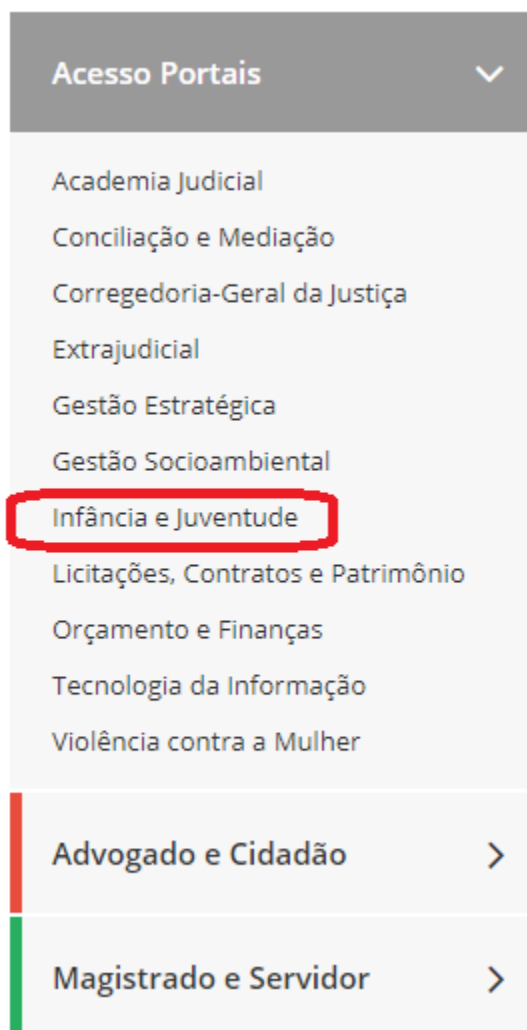 Acesso Portais
Academia Judicial
Conciliação e Mediação
Corregedoria-Geral da Justiça
Extrajudicial
Gestão Estratégica
Gestão Socioambiental
Infância e Juventude
Licitações, Contratos e Patrimônio
Orçamento e Finanças
Tecnologia da Informação
Violência contra a Mulher
Advogado e Cidadão
Magistrado e Servidor